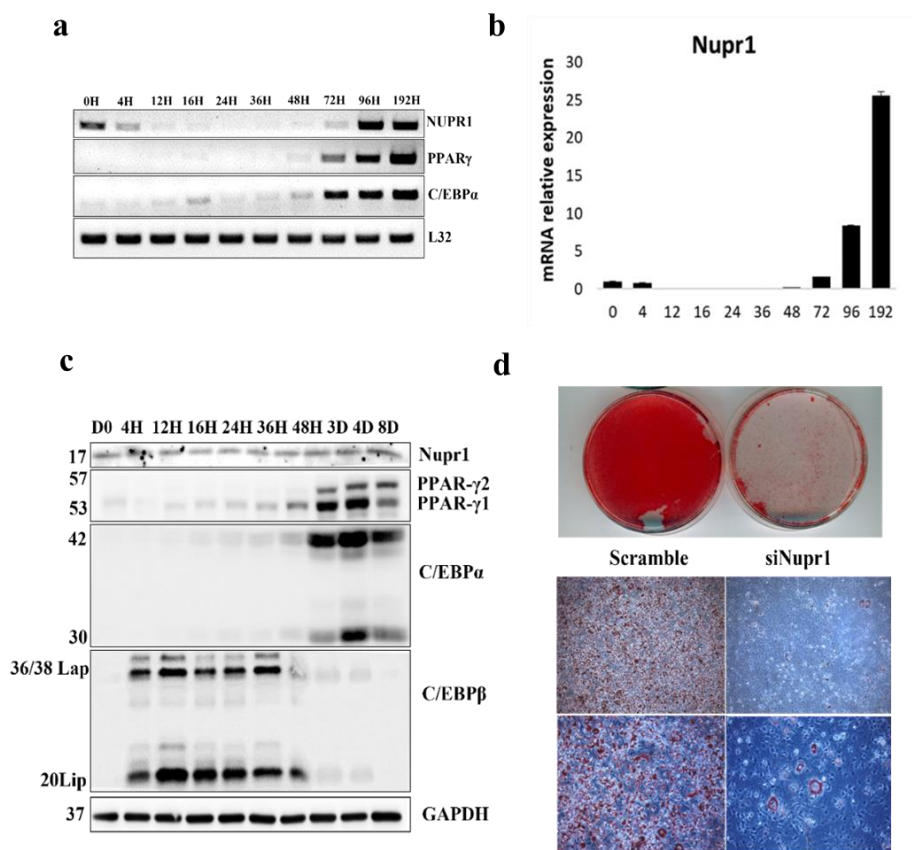 a
0H 4H 12H 16H 24H 36H 48H 72H 96H 192H
NUPR1
PPARγ
C/EBPα
L32
b
Nupr1
mRNA relative expression
30
25
20
15
10
5
0
0 4 12 16 24 36 48 72 96 192
c
D0 4H 12H 16H 24H 36H 48H 3D 4D 8D
17 Nupr1
57 PPAR-γ2
53 PPAR-γ1
42
C/EBPα
30
36/38 Lap
C/EBPβ
20Lip
37 GAPDH
d
Scramble siNupr1